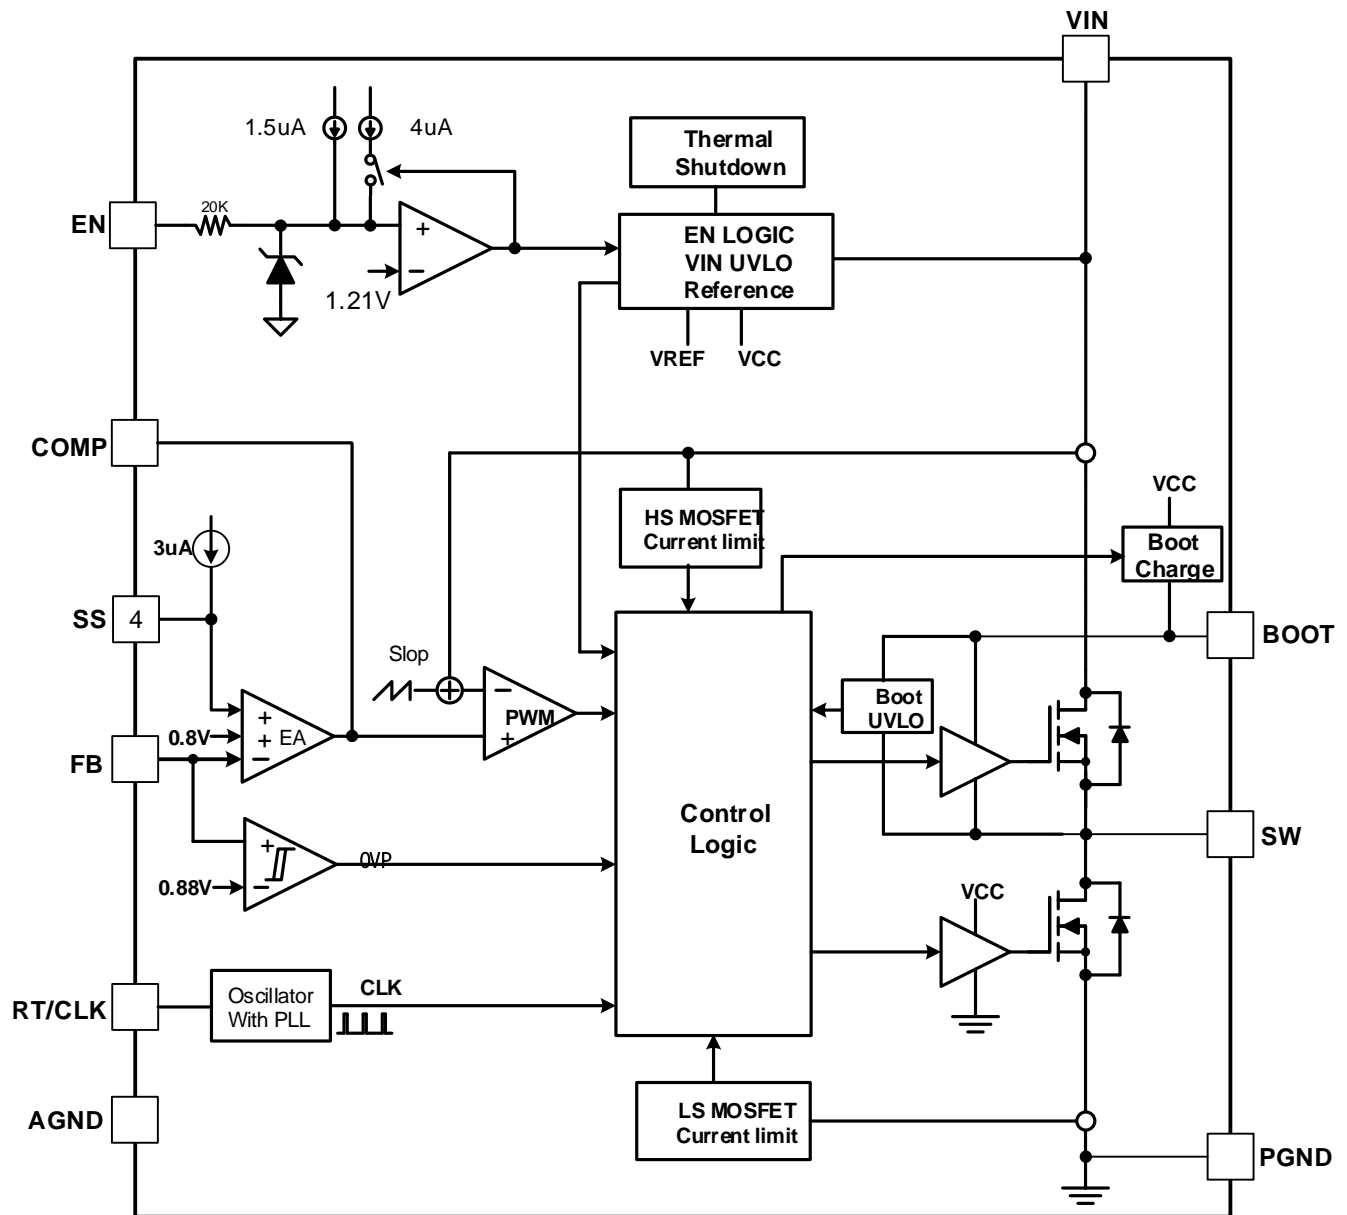 VIN
1.5uA
4uA
Thermal
Shutdown
EN
20K
+
−
1.21V
EN LOGIC
VIN UVLO
Reference
VREF
VCC
COMP
VCC
HS MOSFET
Current limit
3uA
Boot
Charge
SS
4
BOOT
Slop
Boot
UVLO
−
PWM
+
+
+ EA
−
0.8V
FB
Control
Logic
SW
+
−
0VP
0.88V
VCC
RT/CLK
Oscillator
With PLL
CLK
AGND
LS MOSFET
Current limit
PGND